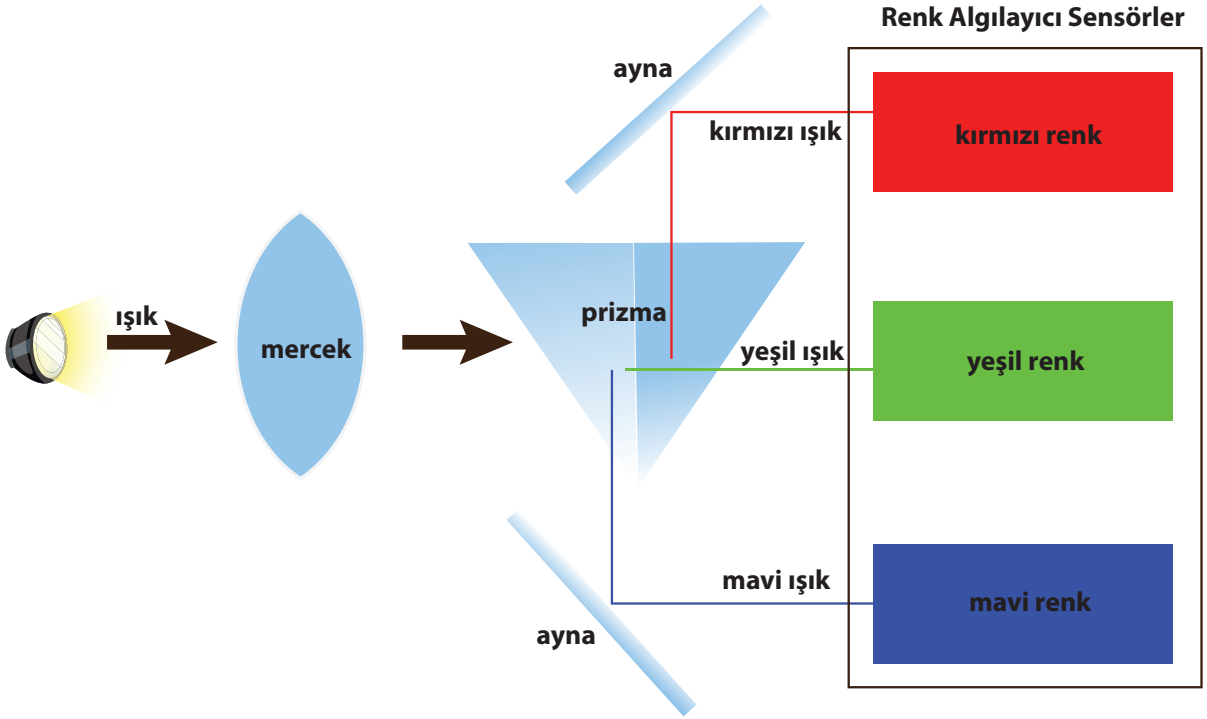 Renk Algılayıcı Sensörler
ayna
kırmızı ışık
kırmızı renk
ışık
mercek
prizma
yeşil ışık
yeşil renk
mavi ışık
mavi renk
ayna